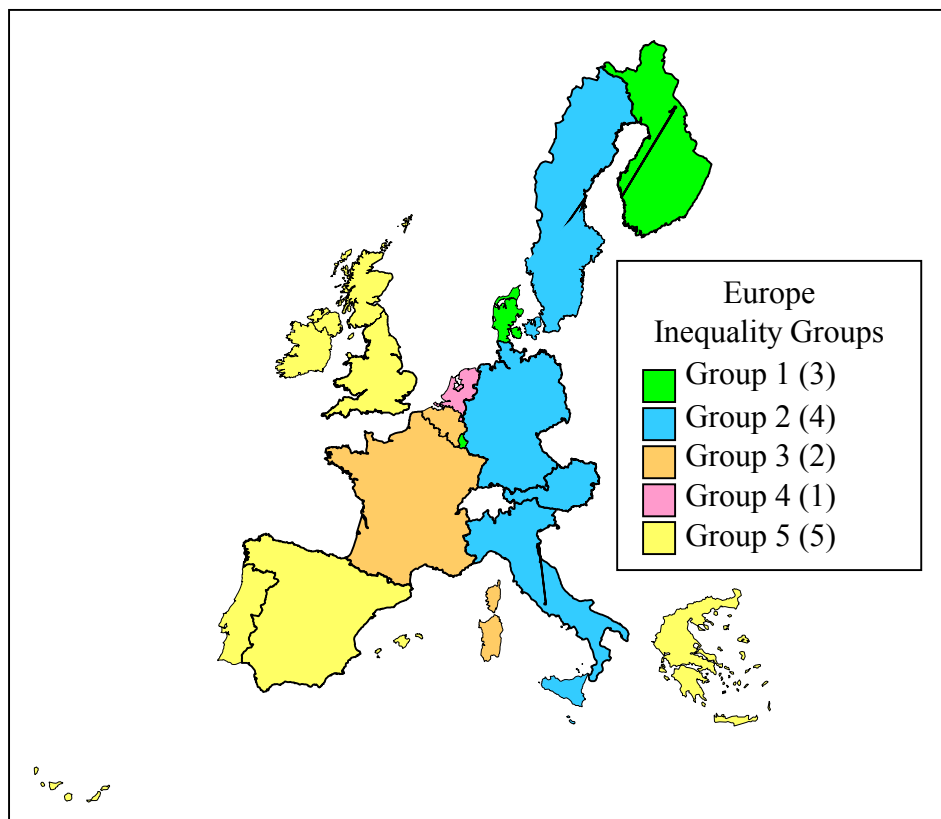 Europe
Inequality Groups
Group 1 (3)
Group 2 (4)
Group 3 (2)
Group 4 (1)
Group 5 (5)